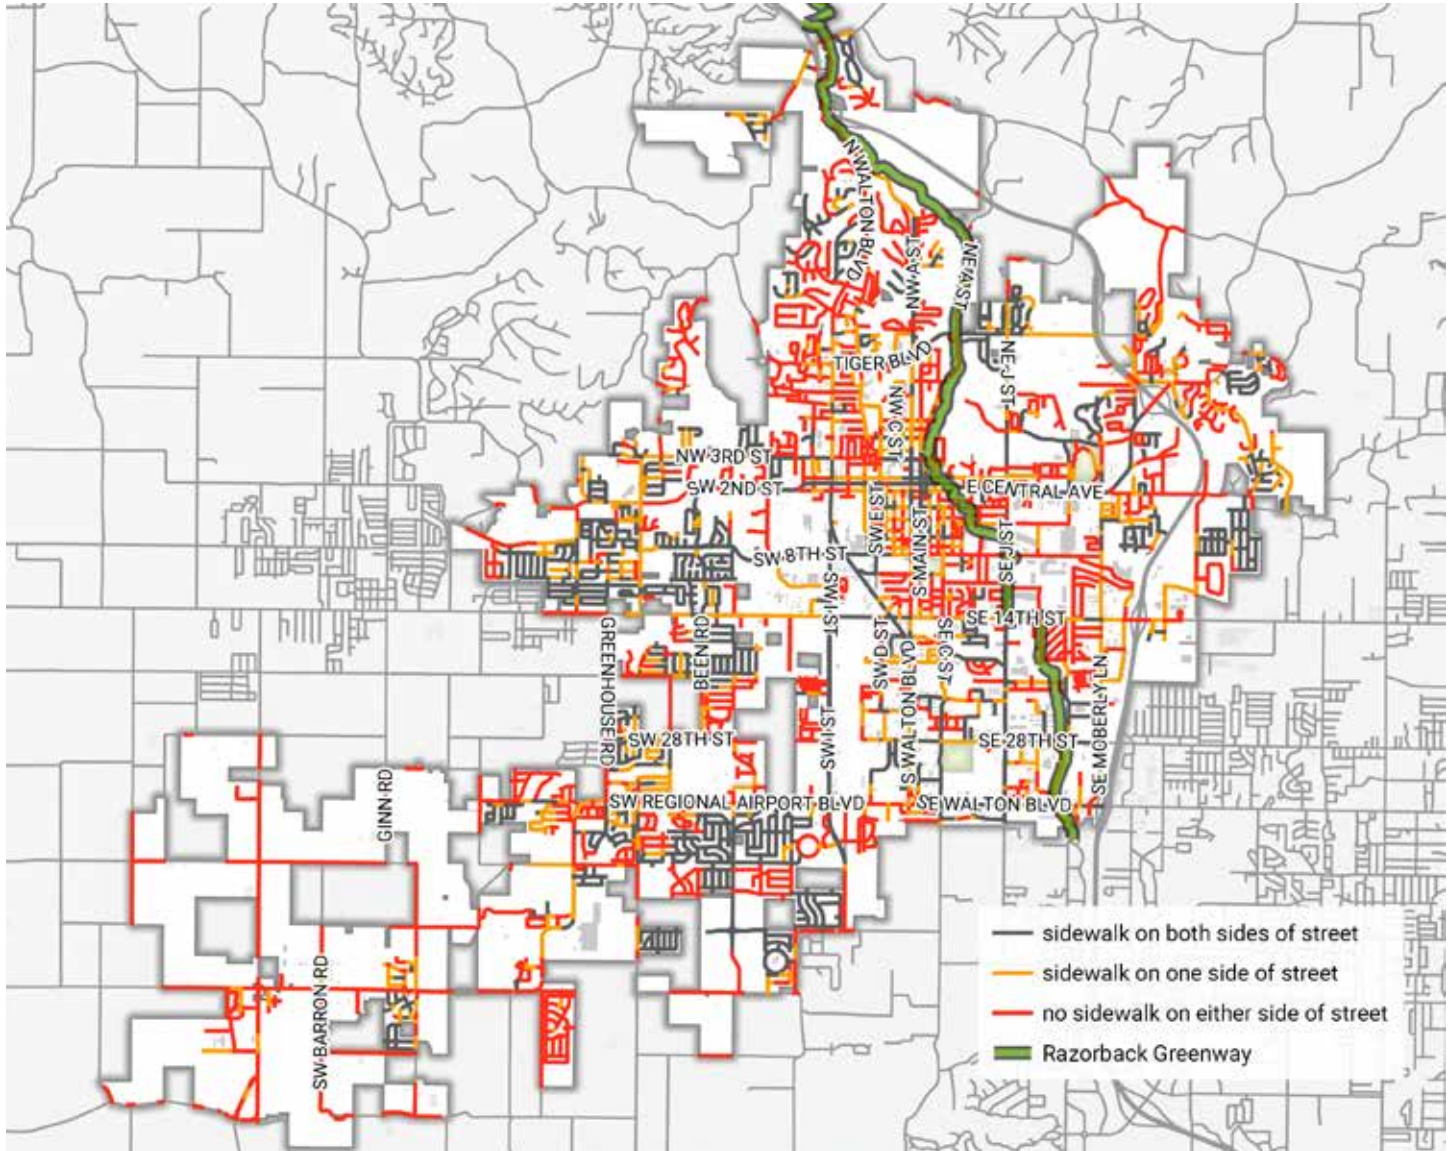 N WALTON BLVD
NW A ST
NE A ST
TIGER BLVD
NE J ST
NW C ST
NW 3RD ST
SW 2ND ST
E CENTRAL AVE
SW E ST
S MAIN ST
SW 8TH ST
SE J ST
SW I ST
SE 14TH ST
GREENHOUSE RD
BEEN RD
SW D ST
SE C ST
S WALTON BLVD
SE MOBERLY LN
SW 28TH ST
SW I ST
SE 28TH ST
GINN RD
SW REGIONAL AIRPORT BLVD
SE WALTON BLVD
SW BARRON RD
sidewalk on both sides of street
sidewalk on one side of street
no sidewalk on either side of street
Razorback Greenway